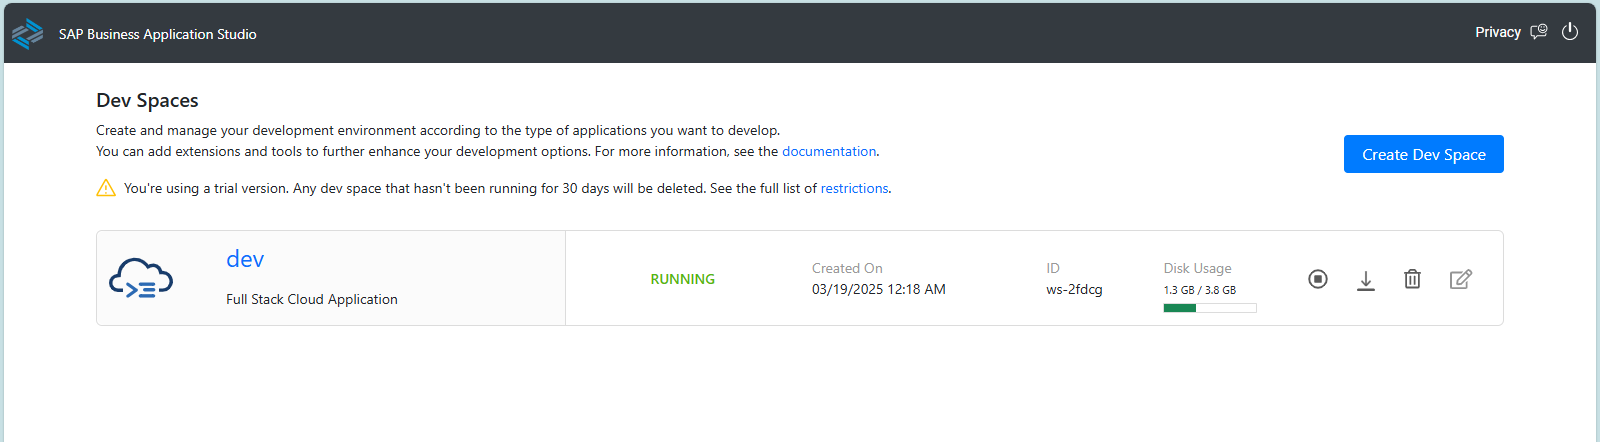 SAP Business Application Studio
Privacy
Dev Spaces
Create and manage your development environment according to the type of applications you want to develop.
You can add extensions and tools to further enhance your development options. For more information, see the documentation.
Create Dev Space
You're using a trial version. Any dev space that hasn't been running for 30 days will be deleted. See the full list of restrictions.
dev
Full Stack Cloud Application
RUNNING
Created On
03/19/2025 12:18 AM
ID
ws-2fdcg
Disk Usage
1.3 GB / 3.8 GB